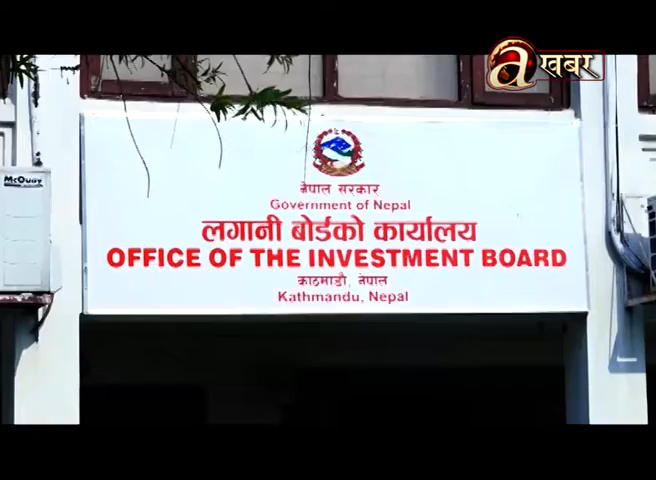 a खबर
McQuay
नेपाल सरकार
Government of Nepal
लगानी बोर्डको कार्यालय
OFFICE OF THE INVESTMENT BOARD
काठमाडौं, नेपाल
Kathmandu, Nepal